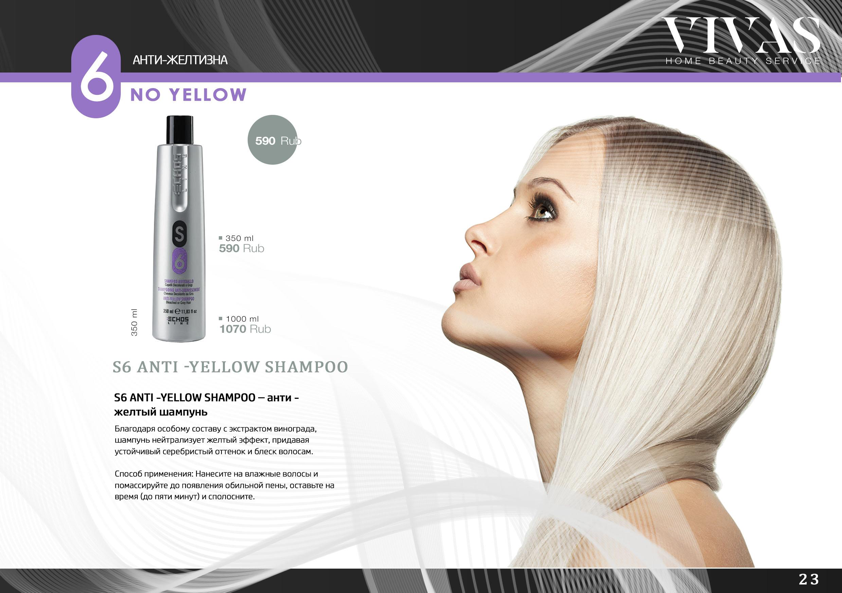 6
АНТИ-ЖЕЛТИЗНА
VIVAS
HOME BEAUTY SERVICE
NO YELLOW
590 Rub
S
6
350 ml
590 Rub
1000 ml
1070 Rub
350 ml
ECHOS
LINE
S6 ANTI -YELLOW SHAMPOO
S6 ANTI -YELLOW SHAMPOO – анти -
желтый шампунь
Благодаря особому составу с экстрактом винограда,
шампунь нейтрализует желтый эффект, придавая
устойчивый серебристый оттенок и блеск волосам.
Способ применения: Нанесите на влажные волосы и
помассируйте до появления обильной пены, оставьте на
время (до пяти минут) и сполосните.
23